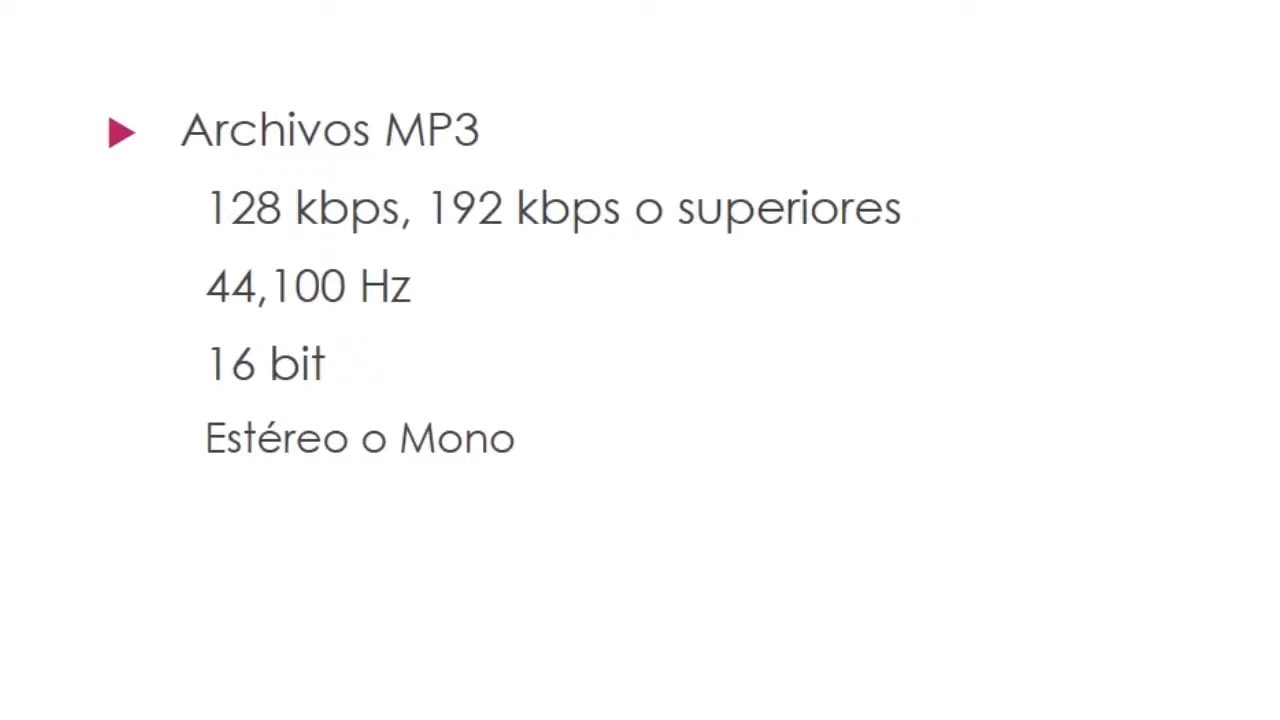 Archivos MP3
128 kbps, 192 kbps o superiores
44,100 Hz
16 bit
Estéreo o Mono